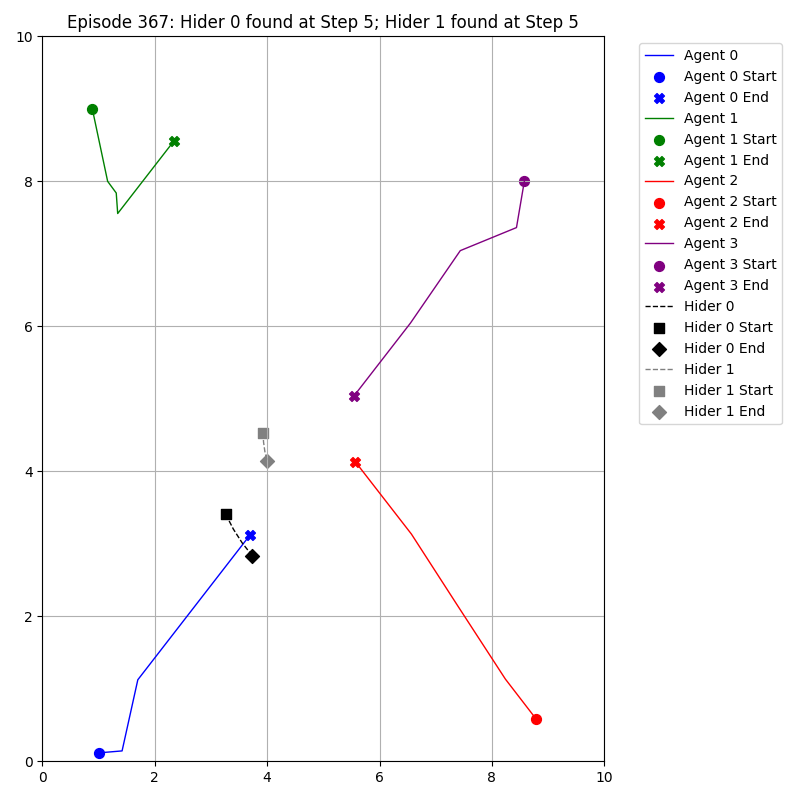 Episode 367: Hider 0 found at Step 5; Hider 1 found at Step 5
10
8
6
4
2
0
0 2 4 6 8 10
Agent 0
Agent 0 Start
Agent 0 End
Agent 1
Agent 1 Start
Agent 1 End
Agent 2
Agent 2 Start
Agent 2 End
Agent 3
Agent 3 Start
Agent 3 End
Hider 0
Hider 0 Start
Hider 0 End
Hider 1
Hider 1 Start
Hider 1 End